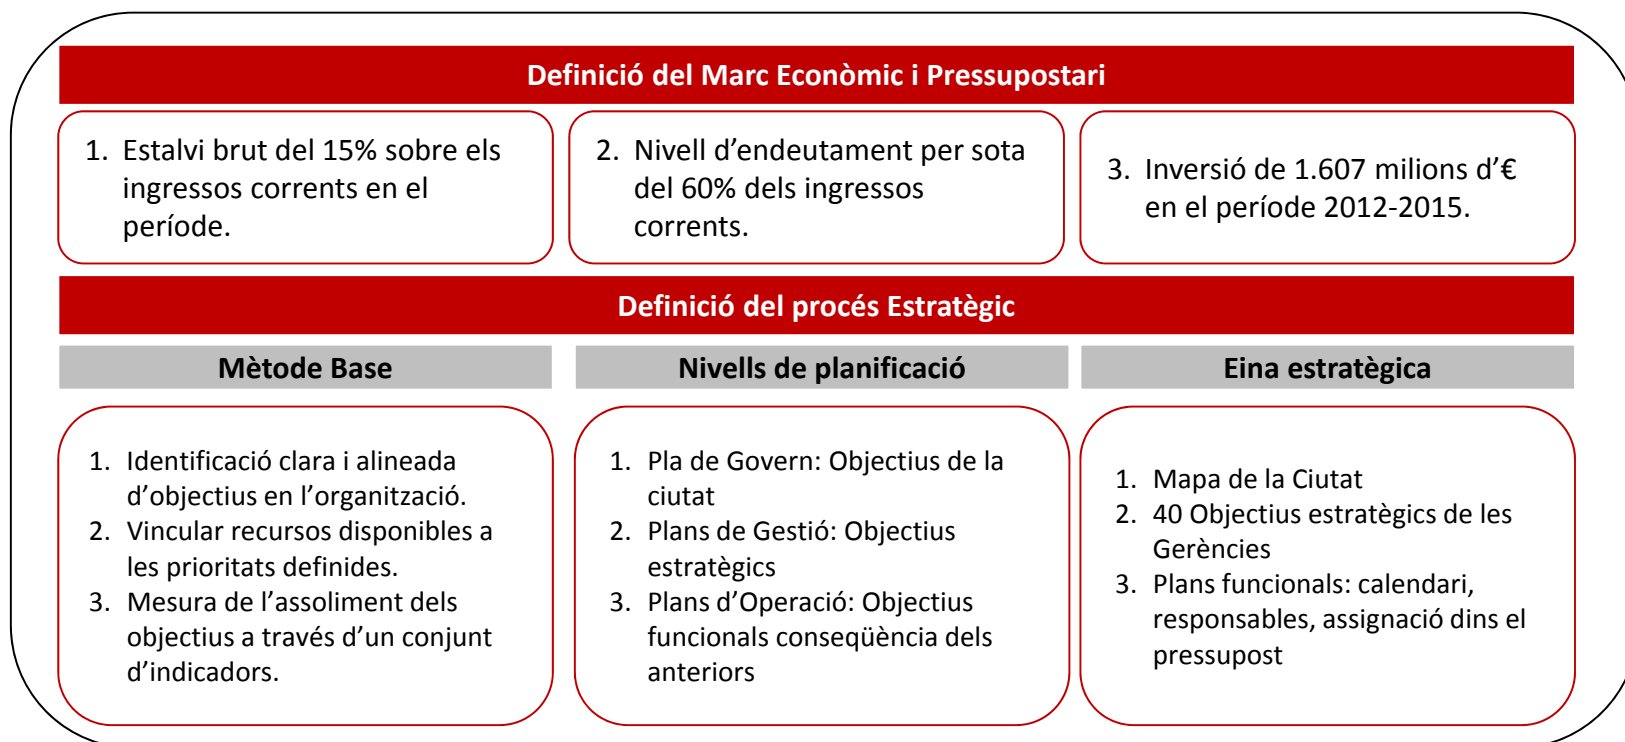 Definició del Marc Econòmic i Pressupostari
1. Estalvi brut del 15% sobre els
ingressos corrents en el
període.
2. Nivell d’endeutament per sota
del 60% dels ingressos
corrents.
3. Inversió de 1.607 milions d’€
en el període 2012-2015.
Definició del procés Estratègic
Mètode Base
Nivells de planificació
Eina estratègica
1. Identificació clara i alineada
d’objectius en l’organització.
2. Vincular recursos disponibles a
les prioritats definides.
3. Mesura de l’assoliment dels
objectius a través d’un conjunt
d’indicadors.
1. Pla de Govern: Objectius de la
ciutat
2. Plans de Gestió: Objectius
estratègics
3. Plans d’Operació: Objectius
funcionals conseqüència dels
anteriors
1. Mapa de la Ciutat
2. 40 Objectius estratègics de les
Gerències
3. Plans funcionals: calendari,
responsables, assignació dins el
pressupost